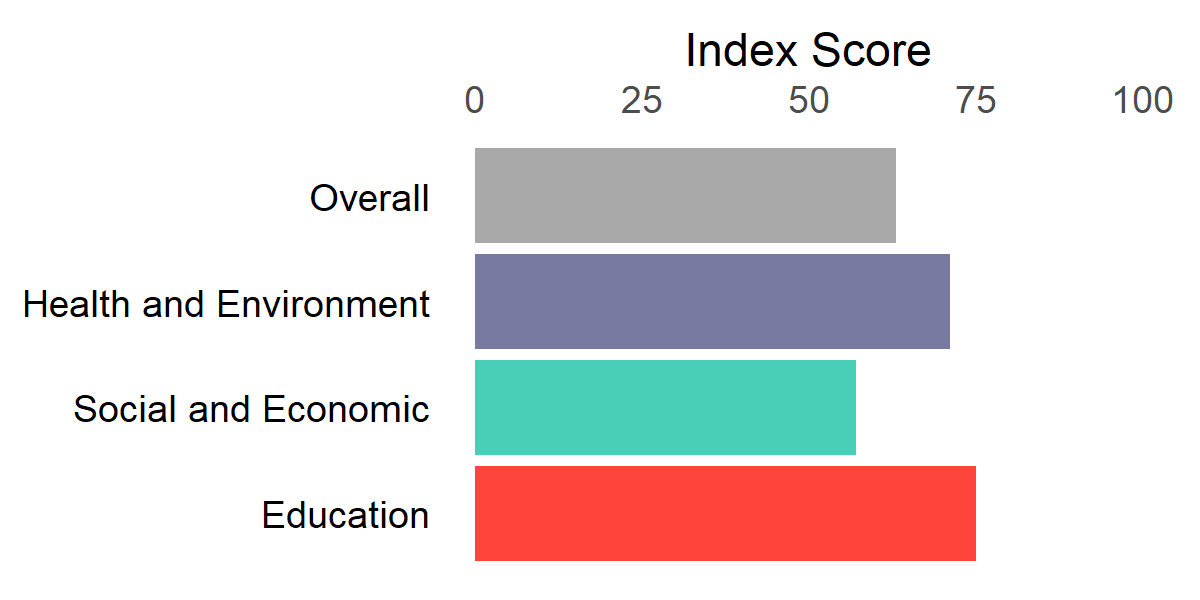 Index Score
0 25 50 75 100
Overall
Health and Environment
Social and Economic
Education